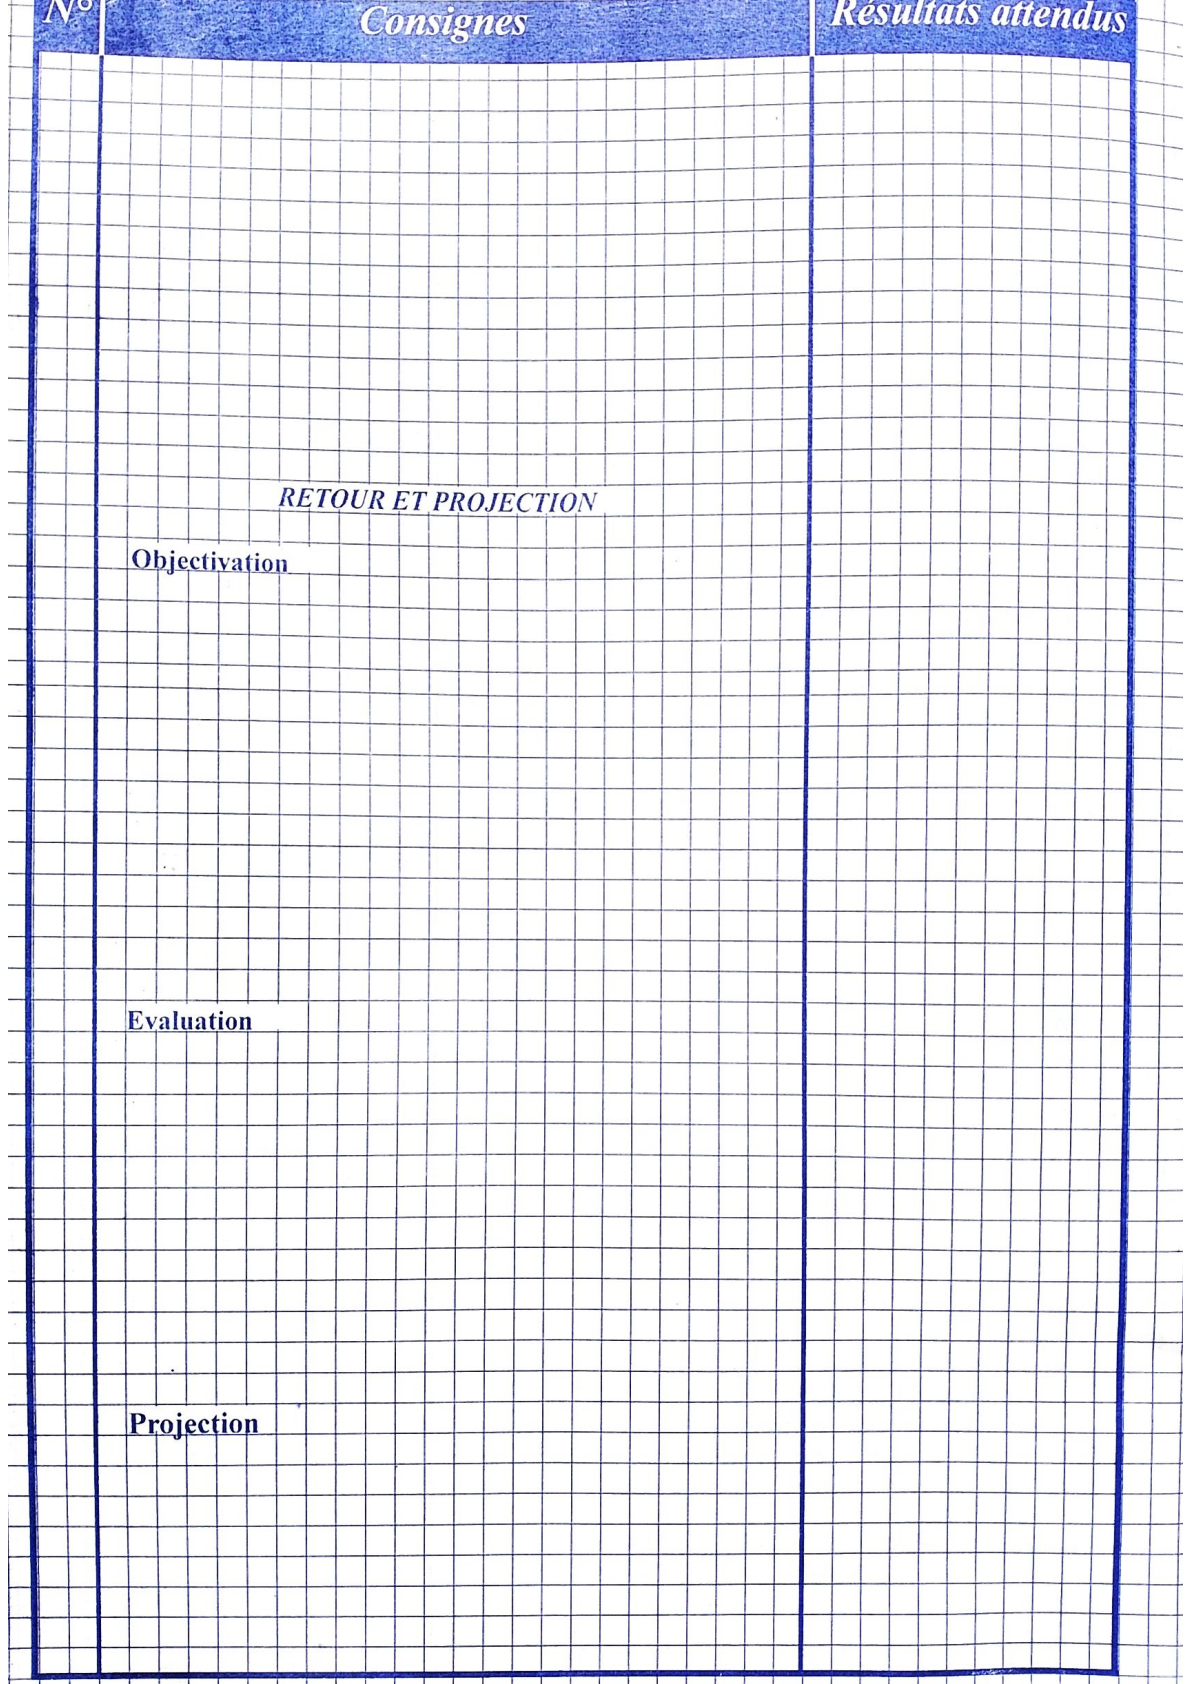 N° Consignes Résultats attendus
RETOUR ET PROJECTION
Objectivation
Evaluation
Projection